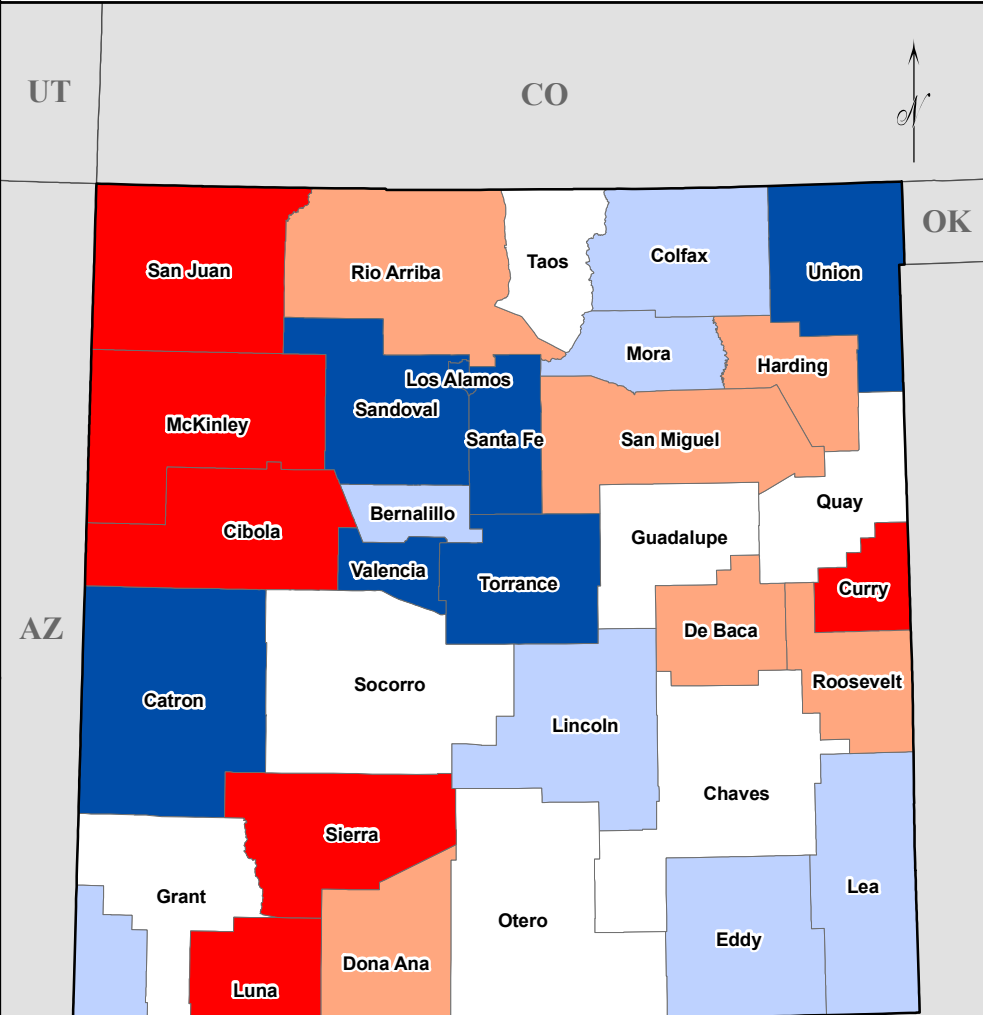 UT
CO
N
OK
San Juan
Rio Arriba
Taos
Colfax
Union
Mora
Harding
Los Alamos
Sandoval
McKinley
Santa Fe
San Miguel
Quay
Bernalillo
Cibola
Guadalupe
Valencia
Torrance
Curry
AZ
De Baca
Roosevelt
Catron
Socorro
Lincoln
Chaves
Sierra
Grant
Lea
Otero
Eddy
Dona Ana
Luna